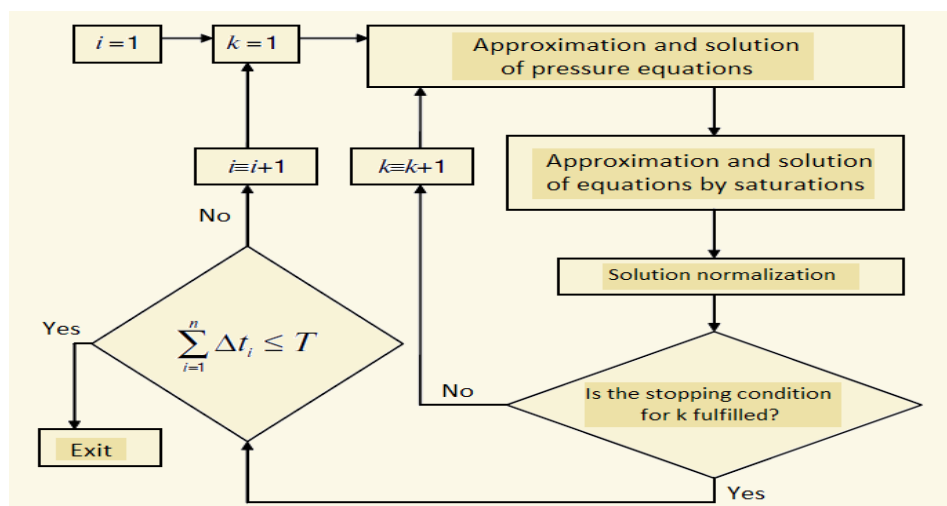 i = 1
k = 1
Approximation and solution
of pressure equations
i≡i+1
k≡k+1
Approximation and solution
of equations by saturations
No
Solution normalization
Yes
n
∑ Δtᵢ ≤ T
i=1
No
Is the stopping condition
for k fulfilled?
Exit
Yes